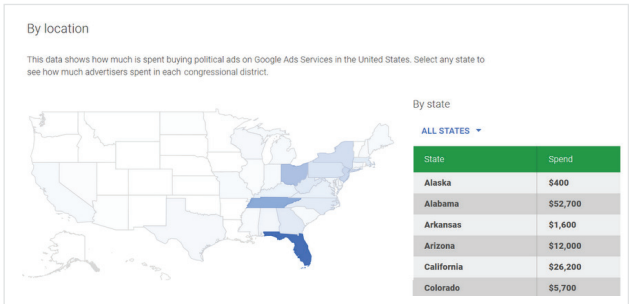 By location
This data shows how much is spent buying political ads on Google Ads Services in the United States. Select any state to
see how much advertisers spent in each congressional district.
By state
ALL STATES
State Spend
Alaska $400
Alabama $52,700
Arkansas $1,600
Arizona $12,000
California $26,200
Colorado $5,700